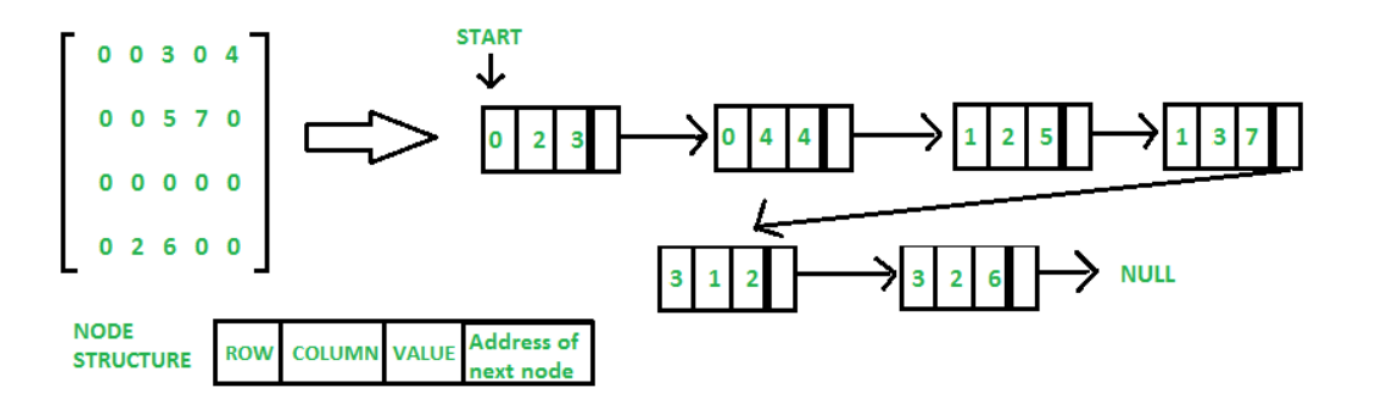 0 0 3 0 4
0 0 5 7 0
0 0 0 0 0
0 2 6 0 0
START
0 2 3
0 4 4
1 2 5
1 3 7
3 1 2
3 2 6
NULL
NODE
STRUCTURE
ROW
COLUMN
VALUE
Address of
next node